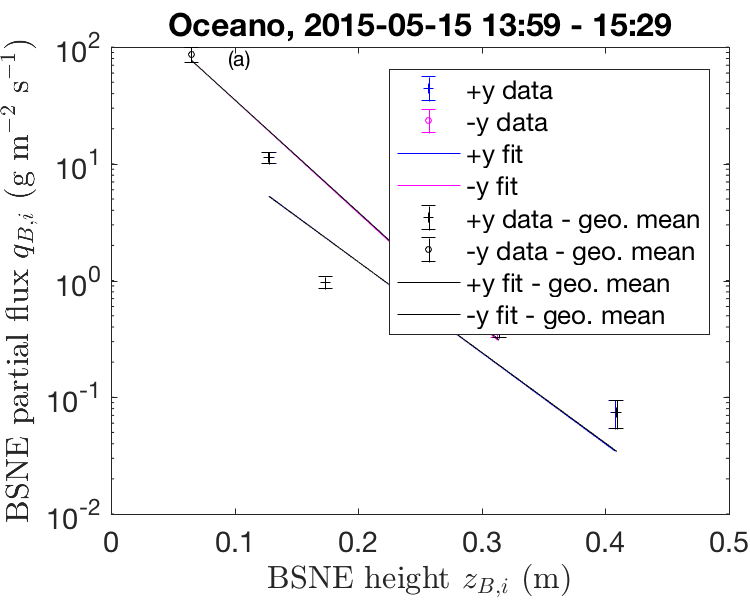 Oceano, 2015-05-15 13:59 - 15:29
(a)
+y data
-y data
+y fit
-y fit
+y data - geo. mean
-y data - geo. mean
+y fit - geo. mean
-y fit - geo. mean
BSNE partial flux q_{B,i} (g m^{-2} s^{-1})
10^2
10^1
10^0
10^{-1}
10^{-2}
0 0.1 0.2 0.3 0.4 0.5
BSNE height z_{B,i} (m)